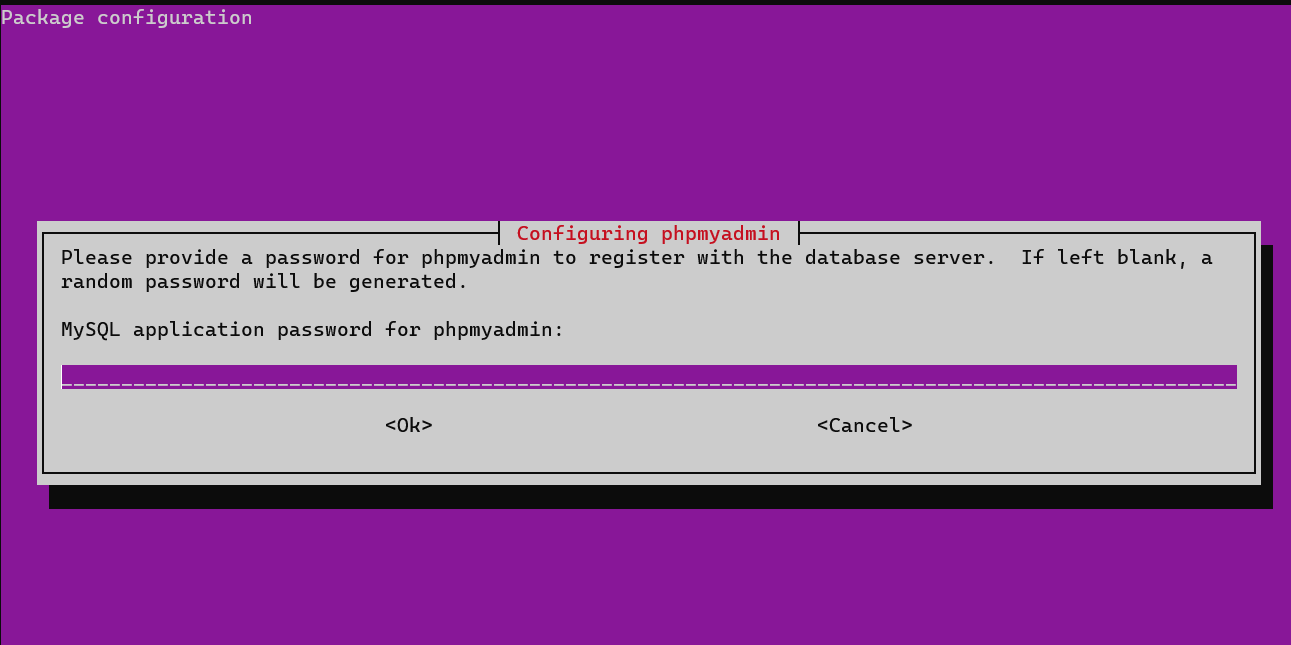 Package configuration
Configuring phpmyadmin
Please provide a password for phpmyadmin to register with the database server.  If left blank, a
random password will be generated.
MySQL application password for phpmyadmin:
<Ok>
<Cancel>